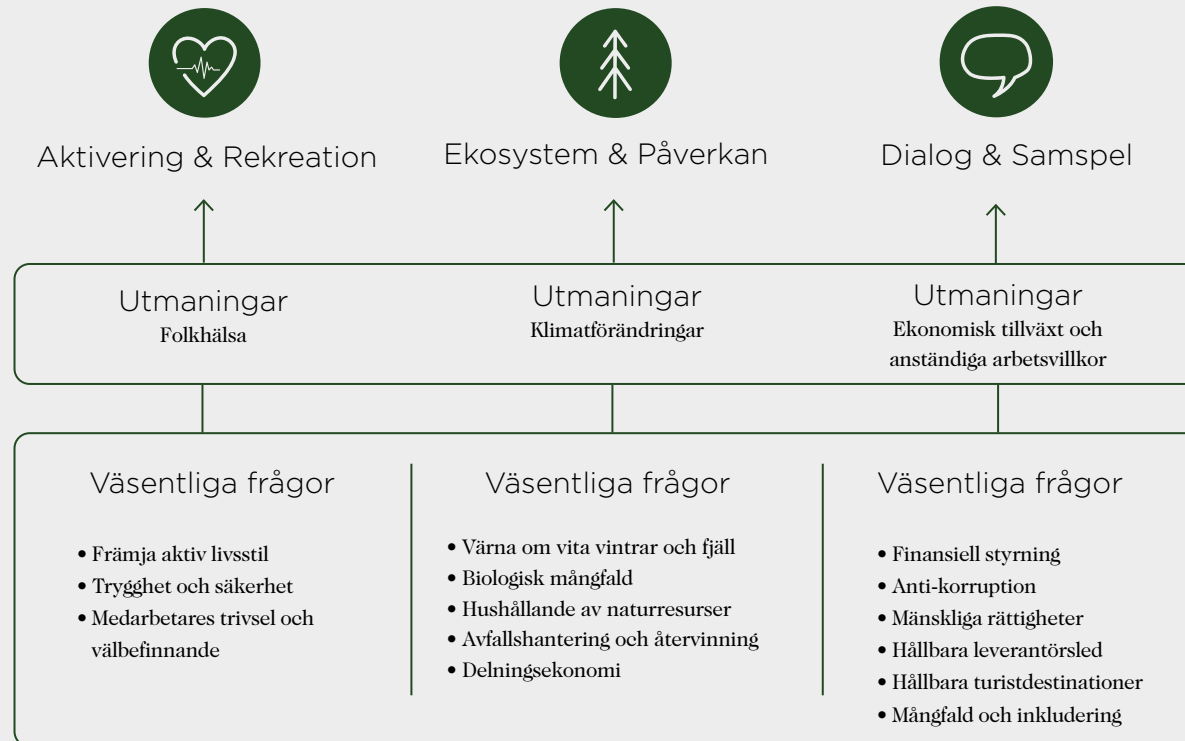 Aktivering & Rekreation
Ekosystem & Påverkan
Dialog & Samspel
Utmaningar
Folkhälsa
Utmaningar
Klimatförändringar
Utmaningar
Ekonomisk tillväxt och
anständiga arbetsvillkor
Väsentliga frågor
• Främja aktiv livsstil
• Trygghet och säkerhet
• Medarbetares trivsel och
välbefinnande
Väsentliga frågor
• Värna om vita vintrar och fjäll
• Biologisk mångfald
• Hushållande av naturresurser
• Avfallshantering och återvinning
• Delningsekonomi
Väsentliga frågor
• Finansiell styrning
• Anti-korruption
• Mänskliga rättigheter
• Hållbara leverantörsled
• Hållbara turistdestinationer
• Mångfald och inkludering